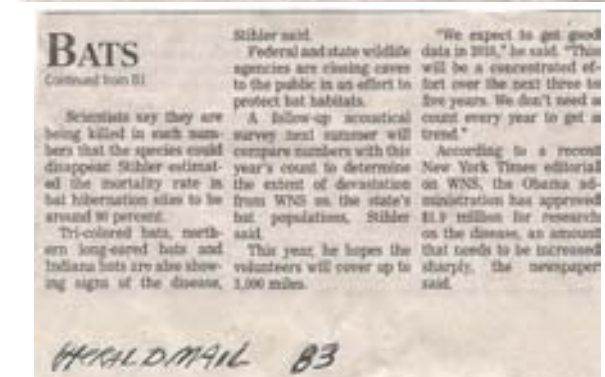 BATS
Continued from B1
Scientists say they are
being killed in such num-
bers that the species could
disappear. Stihler estimat-
ed the mortality rate in
bat hibernation sites to be
around 90 percent.
Tri-colored bats, north-
ern long-eared bats and
Indiana bats are also show-
ing signs of the disease,
Stihler said.
Federal and state wildlife
agencies are closing caves
to the public in an effort to
protect bat habitats.
A follow-up acoustical
survey next summer will
compare numbers with this
year's count to determine
the extent of devastation
from WNS on the state's
bat populations, Stihler
said.
This year, he hopes the
volunteers will cover up to
1,000 miles.
"We expect to get good
data in 2010," he said. "This
will be a concentrated ef-
fort over the next three to
five years. We don't need a
count every year to get a
trend."
According to a recent
New York Times editorial
on WNS, the Obama ad-
ministration has approved
$1.9 million for research
on the disease, an amount
that needs to be increased
sharply, the newspaper
said.
HERALD MAIL B3